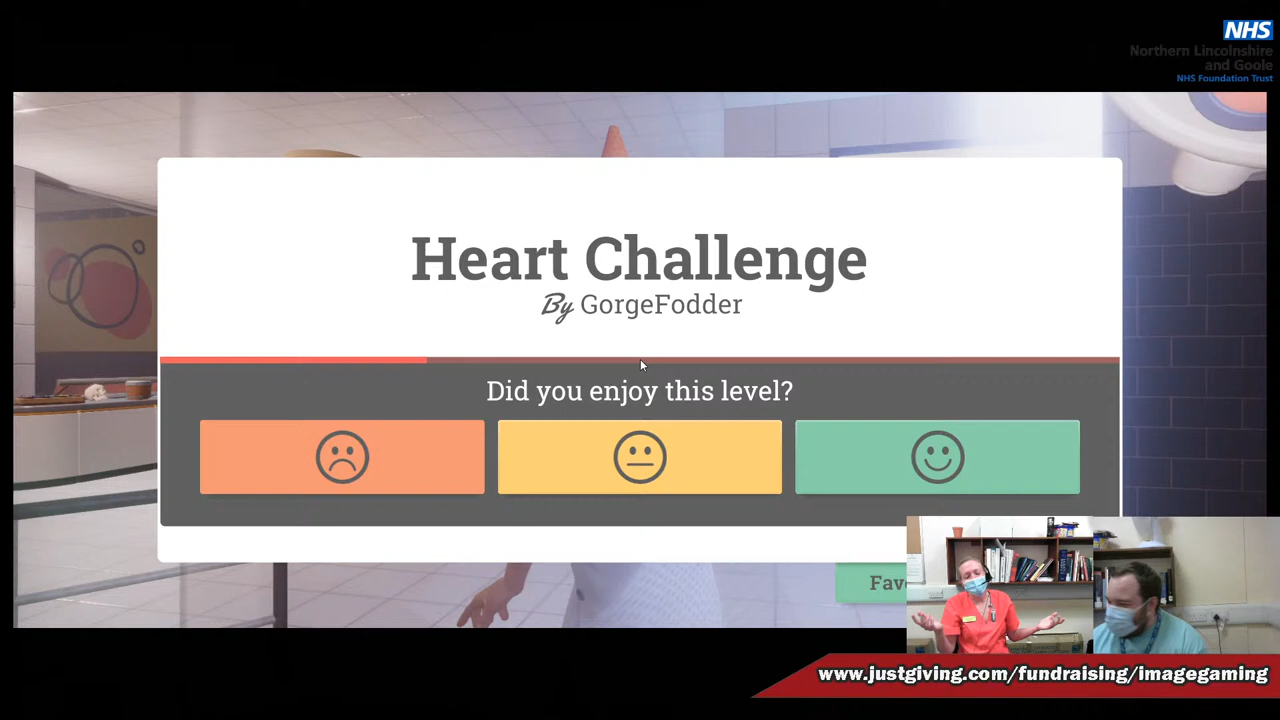 NHS
Northern Lincolnshire
and Goole
NHS Foundation Trust
Heart Challenge
By GorgeFodder
Did you enjoy this level?
www.justgiving.com/fundraising/imagegaming